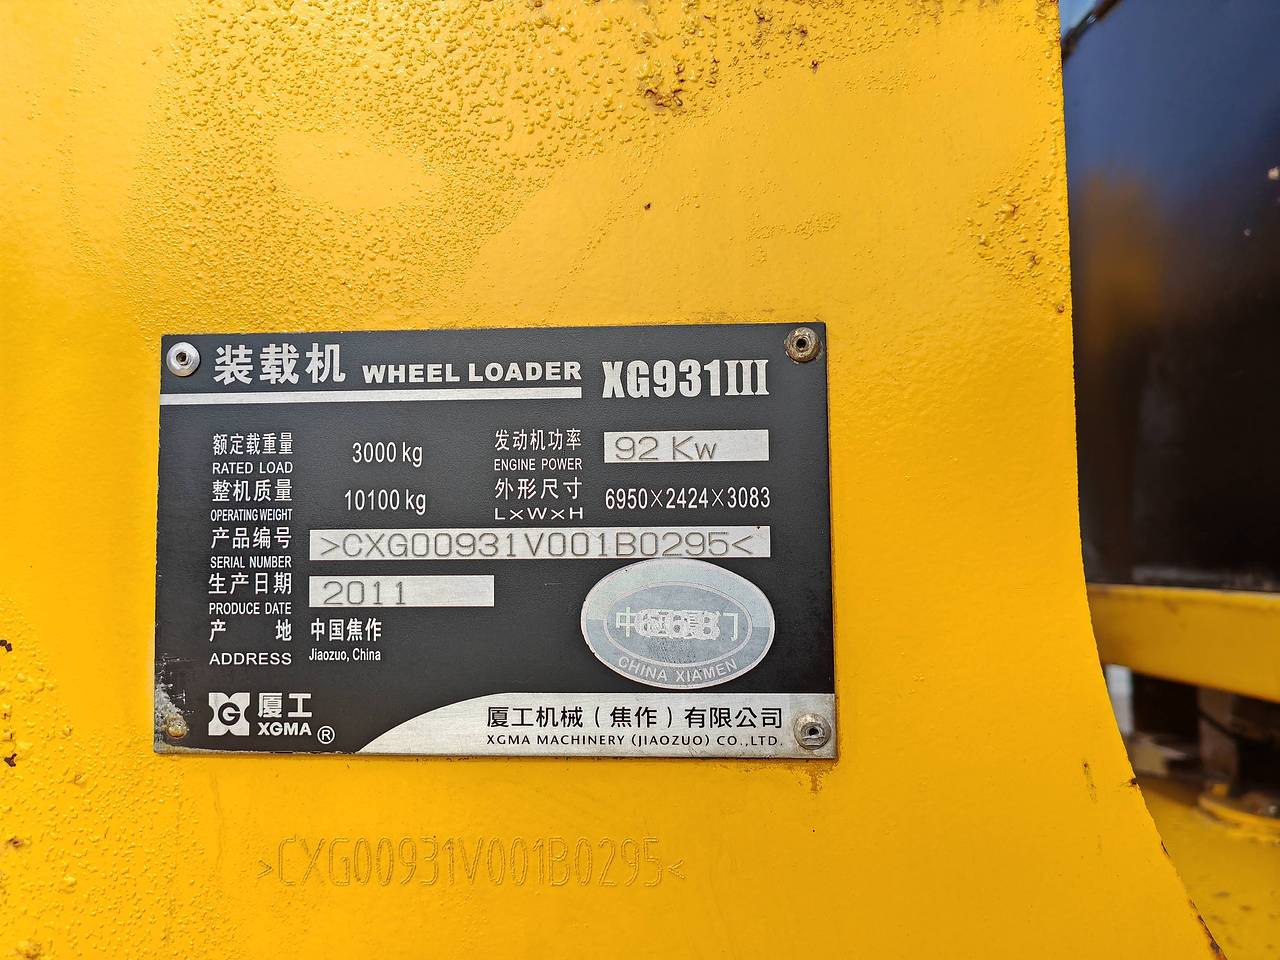 装载机 WHEEL LOADER XG931III
额定载重量 3000 kg 发动机功率 92 Kw
RATED LOAD ENGINE POWER
整机质量 10100 kg 外形尺寸 6950×2424×3083
OPERATING WEIGHT L×W×H
产品编号 >CXG00931V001B0295<
SERIAL NUMBER
生产日期 2011
PRODUCE DATE
产 地 中国焦作
ADDRESS Jiaozuo, China
CHINA XIAMEN
厦工
XGMA ®
厦工机械（焦作）有限公司
XGMA MACHINERY (JIAOZUO) CO.,LTD.
>CXG00931V001B0295<